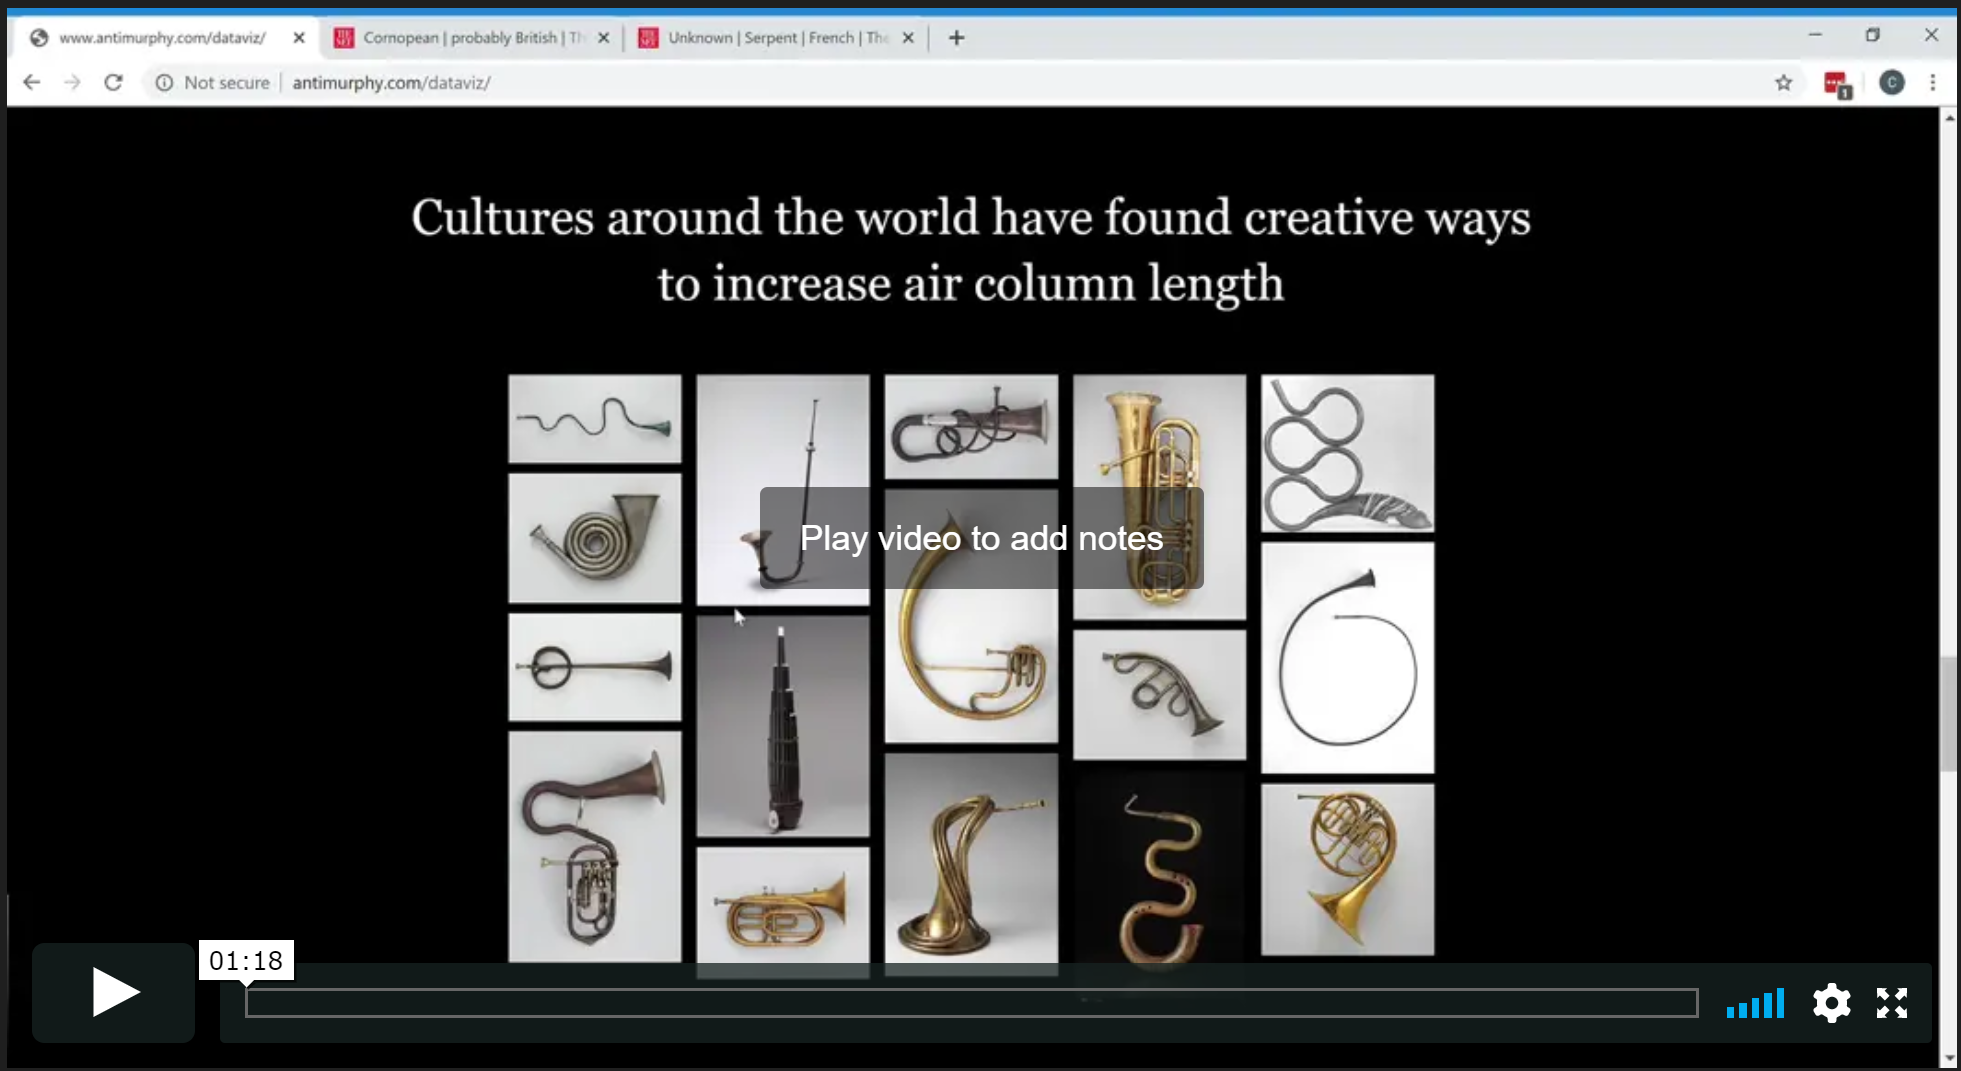 www.antimurphy.com/dataviz/
Cornopean | probably British | Th
Unknown | Serpent | French | The
Not secure | antimurphy.com/dataviz/
C
1
Cultures around the world have found creative ways
to increase air column length
Play video to add notes
01:18